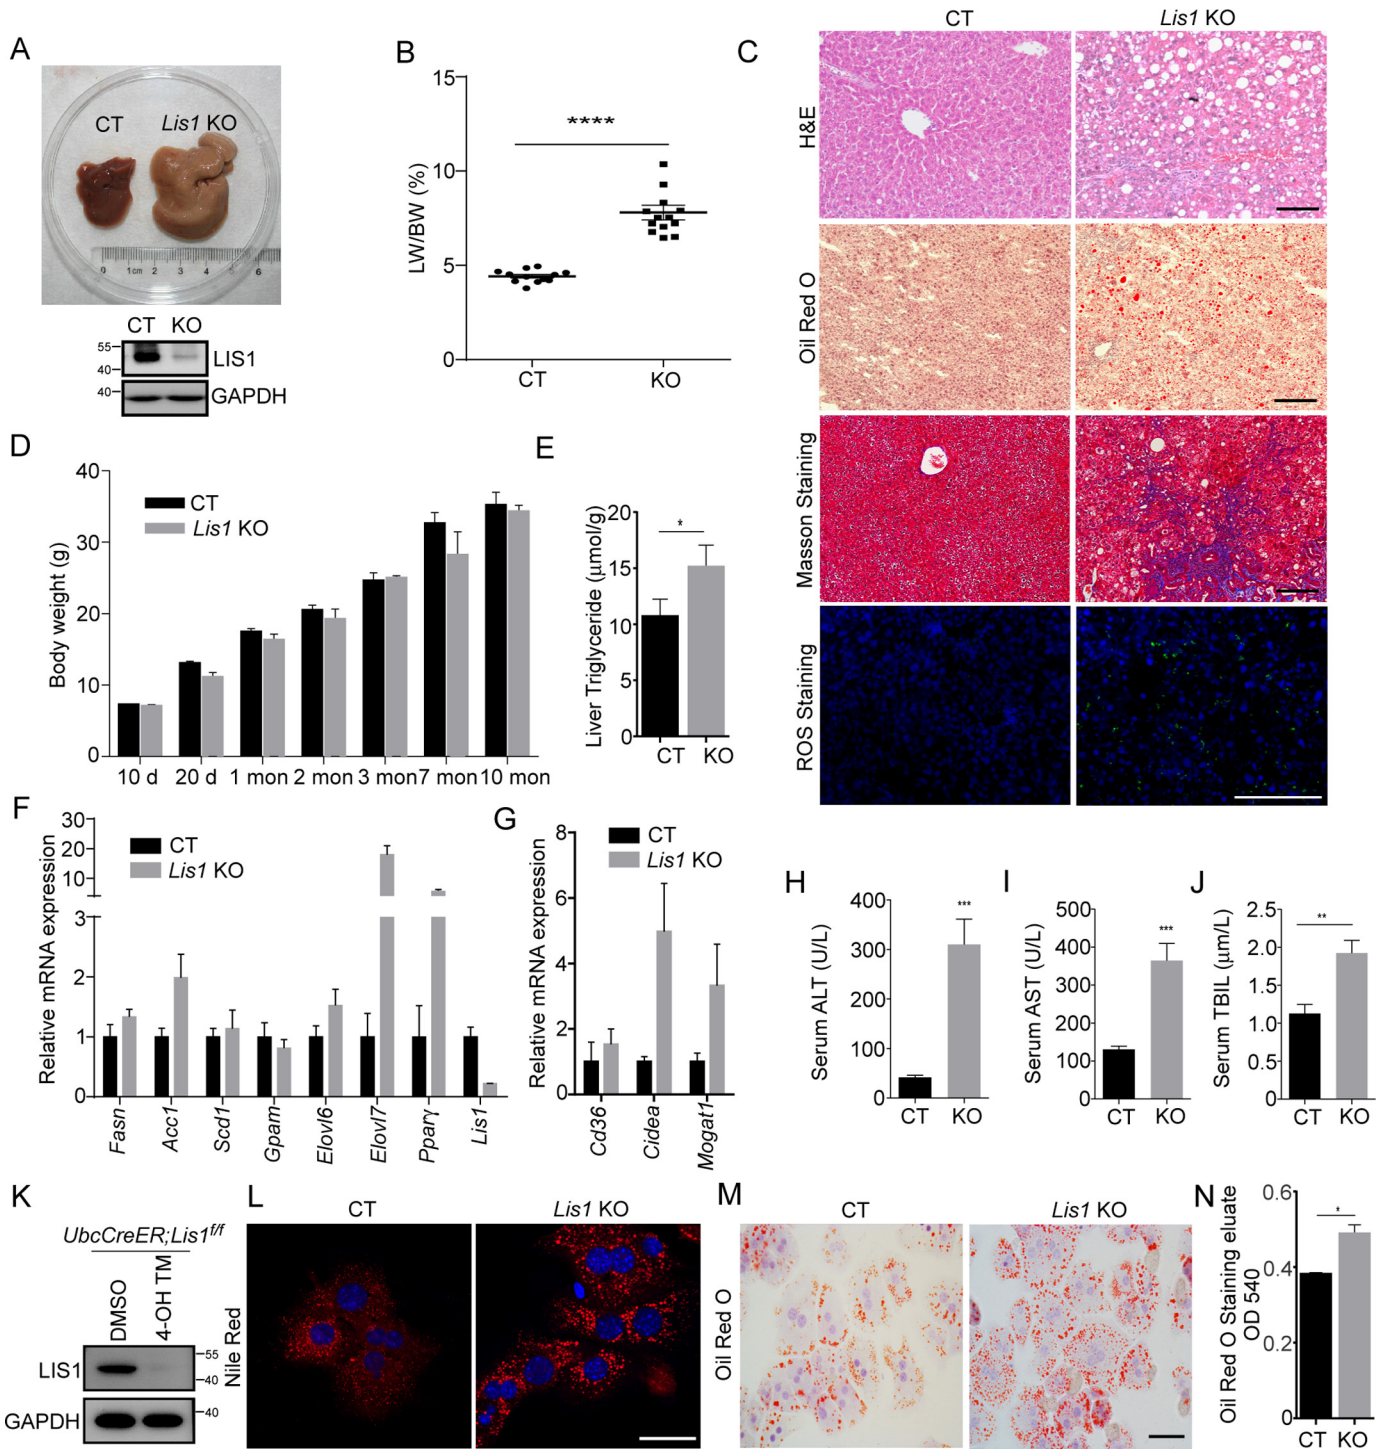 A
CT
Lis1 KO
0 1cm 2 3 4 5 6
CT KO
55
40
LIS1
40
GAPDH
B
LW/BW (%)
15
10
5
0
****
CT KO
C
CT Lis1 KO
H&E
Oil Red O
Masson Staining
ROS Staining
D
Body weight (g)
40
30
20
10
0
CT
Lis1 KO
10 d 20 d 1 mon 2 mon 3 mon 7 mon 10 mon
E
Liver Triglyceride (μmol/g)
20
15
10
5
0
*
CT KO
F
Relative mRNA expression
30
20
10
3
2
1
0
CT
Lis1 KO
Fasn Acc1 Scd1 Gpam Elovl6 Elovl7 Pparγ Lis1
G
Relative mRNA expression
8
6
4
2
0
CT
Lis1 KO
Cd36 Cidea Mogat1
H
Serum ALT (U/L)
400
300
200
100
0
***
CT KO
I
Serum AST (U/L)
500
400
300
200
100
0
***
CT KO
J
Serum TBIL (μm/L)
2.5
2.0
1.5
1.0
0.5
0
**
CT KO
K
UbcCreER;Lis1f/f
DMSO
4-OH TM
LIS1
55
40
GAPDH
40
L
CT Lis1 KO
Nile Red
M
CT Lis1 KO
Oil Red O
N
Oil Red O Staining eluate
OD 540
0.6
0.4
0.2
0
*
CT KO